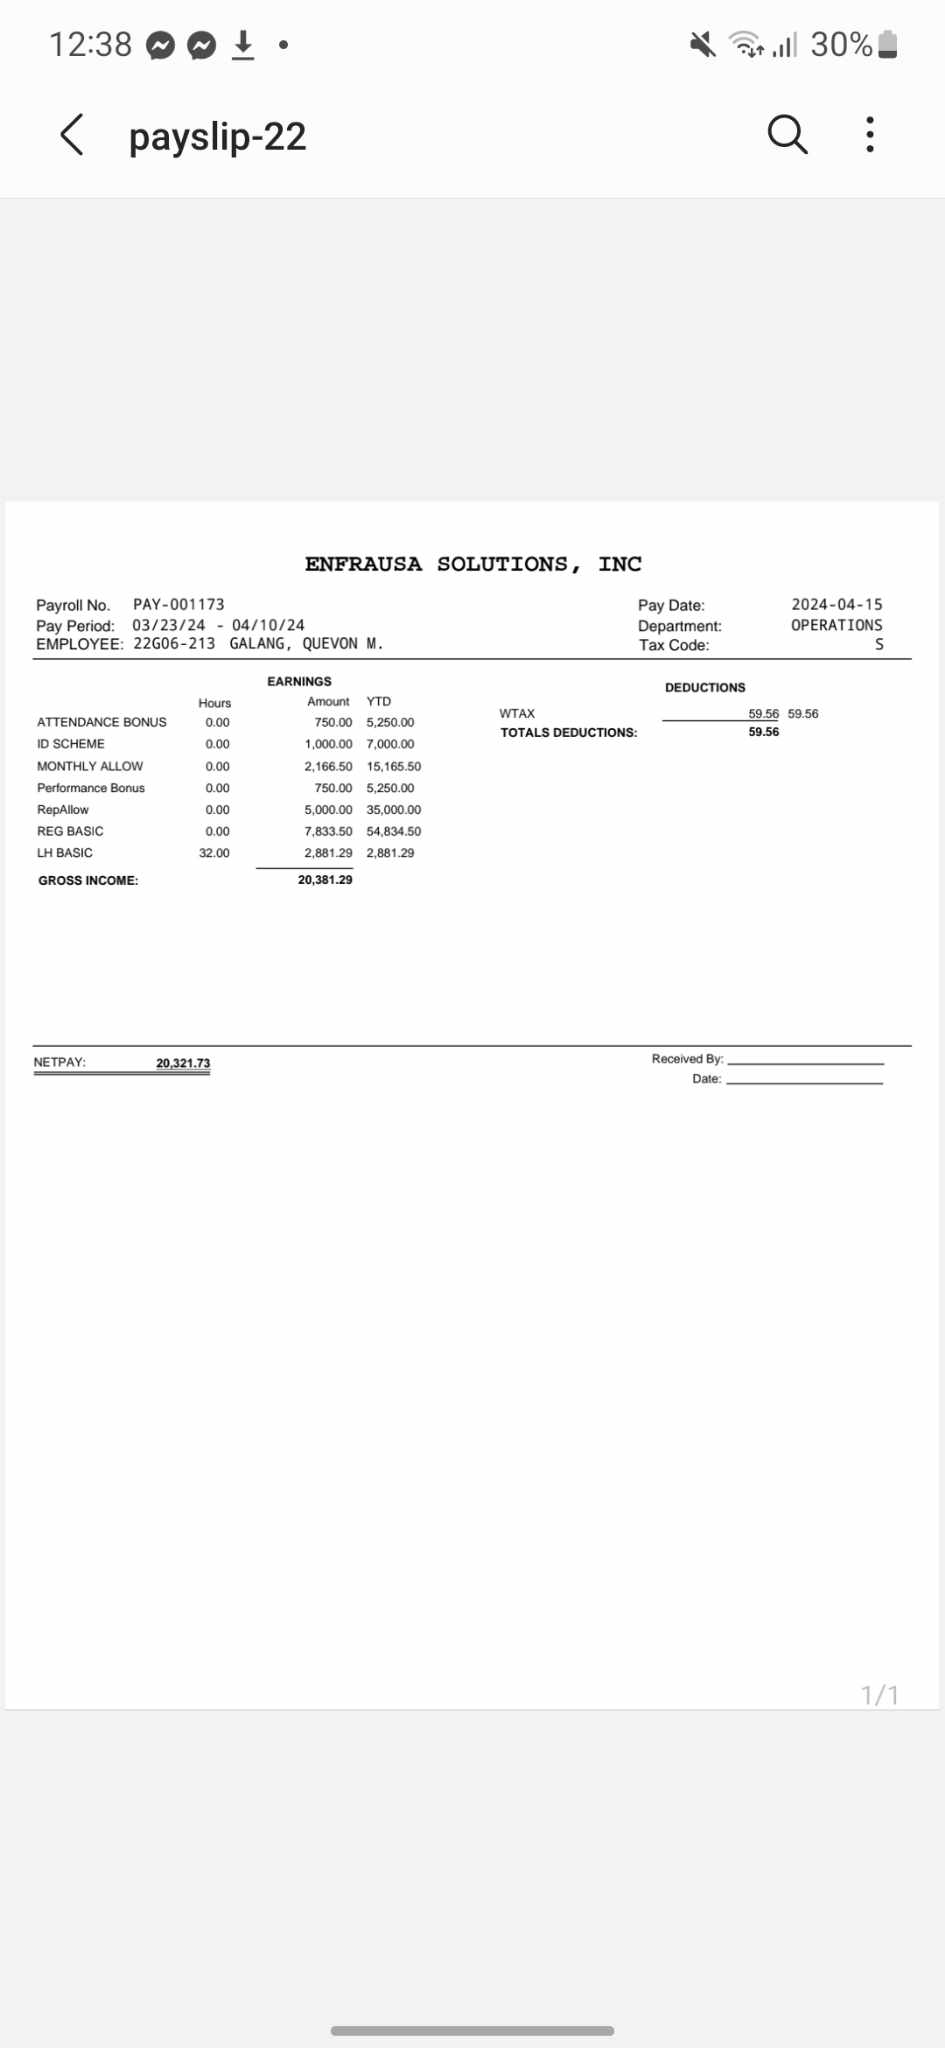 12:38 30%
payslip-22
ENFRAUSA SOLUTIONS, INC
Payroll No. PAY-001173 Pay Date: 2024-04-15
Pay Period: 03/23/24 - 04/10/24 Department: OPERATIONS
EMPLOYEE: 22G06-213 GALANG, QUEVON M. Tax Code: S
EARNINGS
Hours Amount YTD
ATTENDANCE BONUS 0.00 750.00 5,250.00
ID SCHEME 0.00 1,000.00 7,000.00
MONTHLY ALLOW 0.00 2,166.50 15,165.50
Performance Bonus 0.00 750.00 5,250.00
RepAllow 0.00 5,000.00 35,000.00
REG BASIC 0.00 7,833.50 54,834.50
LH BASIC 32.00 2,881.29 2,881.29
GROSS INCOME: 20,381.29
DEDUCTIONS
WTAX 59.56 59.56
TOTALS DEDUCTIONS: 59.56
NETPAY: 20,321.73
Received By:
Date:
1/1